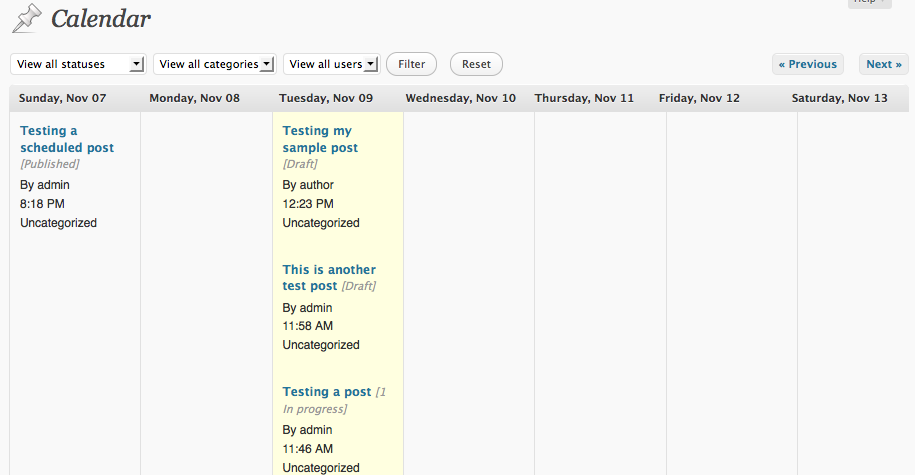 Help
Calendar
View all statuses View all categories View all users Filter Reset « Previous Next »
Sunday, Nov 07 Monday, Nov 08 Tuesday, Nov 09 Wednesday, Nov 10 Thursday, Nov 11 Friday, Nov 12 Saturday, Nov 13
Testing a
scheduled post
[Published]
By admin
8:18 PM
Uncategorized
Testing my
sample post
[Draft]
By author
12:23 PM
Uncategorized
This is another
test post [Draft]
By admin
11:58 AM
Uncategorized
Testing a post [1
In progress]
By admin
11:46 AM
Uncategorized